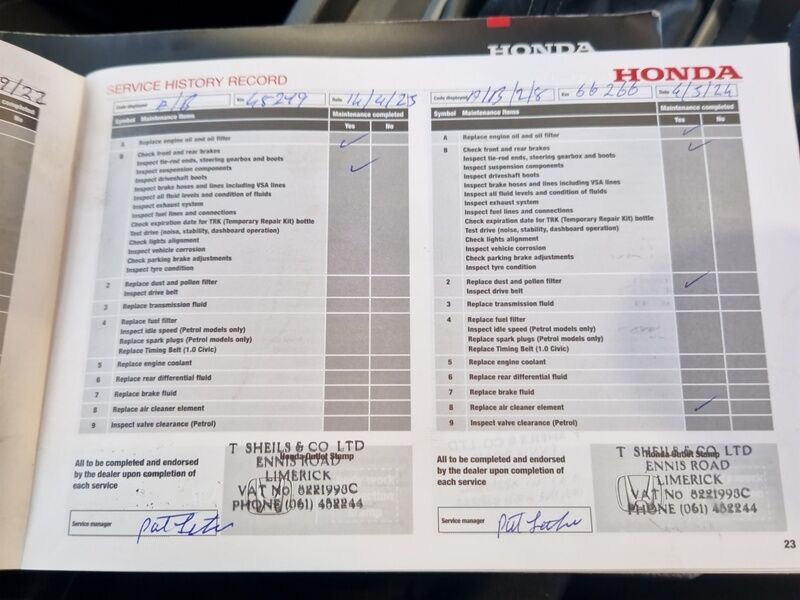 HONDA
9/22
completed
No
SERVICE HISTORY RECORD
HONDA
Code displayed A/B Km 48249 Date 14/4/23
Symbol Maintenance Items Maintenance completed
Yes No
A Replace engine oil and oil filter
B Check front and rear brakes
Inspect tie-rod ends, steering gearbox and boots
Inspect suspension components
Inspect driveshaft boots
Inspect brake hoses and lines including VSA lines
Inspect all fluid levels and condition of fluids
Inspect exhaust system
Inspect fuel lines and connections
Check expiration date for TRK (Temporary Repair Kit) bottle
Test drive (noise, stability, dashboard operation)
Check lights alignment
Inspect vehicle corrosion
Check parking brake adjustments
Inspect tyre condition
2 Replace dust and pollen filter
Inspect drive belt
3 Replace transmission fluid
4 Replace fuel filter
Inspect idle speed (Petrol models only)
Replace spark plugs (Petrol models only)
Replace Timing Belt (1.0 Civic)
5 Replace engine coolant
6 Replace rear differential fluid
7 Replace brake fluid
8 Replace air cleaner element
9 Inspect valve clearance (Petrol)
All to be completed and endorsed
by the dealer upon completion of
each service
Honda Outlet Stamp
T SHEILS & CO LTD
ENNIS ROAD
LIMERICK
VAT No 8221998C
PHONE (061) 452244
Service manager
Code displayed A/B/2/8 Km 66266 Date 4/3/24
Symbol Maintenance Items Maintenance completed
Yes No
A Replace engine oil and oil filter
B Check front and rear brakes
Inspect tie-rod ends, steering gearbox and boots
Inspect suspension components
Inspect driveshaft boots
Inspect brake hoses and lines including VSA lines
Inspect all fluid levels and condition of fluids
Inspect exhaust system
Inspect fuel lines and connections
Check expiration date for TRK (Temporary Repair Kit) bottle
Test drive (noise, stability, dashboard operation)
Check lights alignment
Inspect vehicle corrosion
Check parking brake adjustments
Inspect tyre condition
2 Replace dust and pollen filter
Inspect drive belt
3 Replace transmission fluid
4 Replace fuel filter
Inspect idle speed (Petrol models only)
Replace spark plugs (Petrol models only)
Replace Timing Belt (1.0 Civic)
5 Replace engine coolant
6 Replace rear differential fluid
7 Replace brake fluid
8 Replace air cleaner element
9 Inspect valve clearance (Petrol)
All to be completed and endorsed
by the dealer upon completion of
each service
Honda Outlet Stamp
T SHEILS & CO LTD
ENNIS ROAD
LIMERICK
VAT No 8221998C
PHONE (061) 452244
Service manager
23